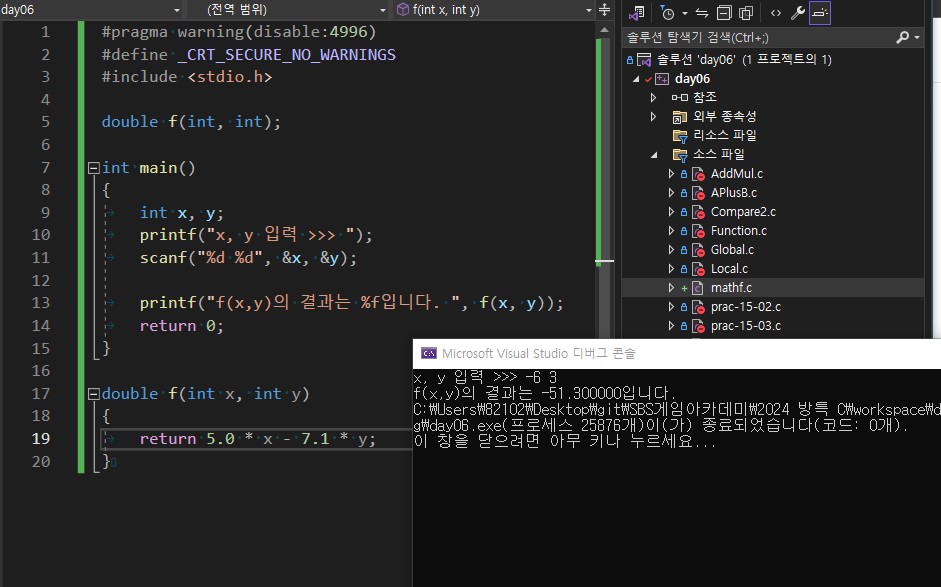 day06 (전역 범위) f(int x, int y)
1 #pragma warning(disable:4996)
2 #define _CRT_SECURE_NO_WARNINGS
3 #include <stdio.h>
4
5 double f(int, int);
6
7 int main()
8 {
9 int x, y;
10 printf("x, y 입력 >>> ");
11 scanf("%d %d", &x, &y);
12
13 printf("f(x,y)의 결과는 %f입니다. ", f(x, y));
14 return 0;
15 }
16
17 double f(int x, int y)
18 {
19 return 5.0 * x - 7.1 * y;
20 }
솔루션 탐색기 검색(Ctrl+;)
솔루션 'day06' (1 프로젝트의 1)
day06
참조
외부 종속성
리소스 파일
소스 파일
AddMul.c
APlusB.c
Compare2.c
Function.c
Global.c
Local.c
mathf.c
prac-15-02.c
prac-15-03.c
Microsoft Visual Studio 디버그 콘솔
x, y 입력 >>> -6 3
f(x,y)의 결과는 -51.300000입니다.
C:₩Users₩82102₩Desktop₩git₩SBS게임아카데미₩2024 방특 C₩workspace₩d
g₩day06.exe(프로세스 25876개)이(가) 종료되었습니다(코드: 0개).
이 창을 닫으려면 아무 키나 누르세요...